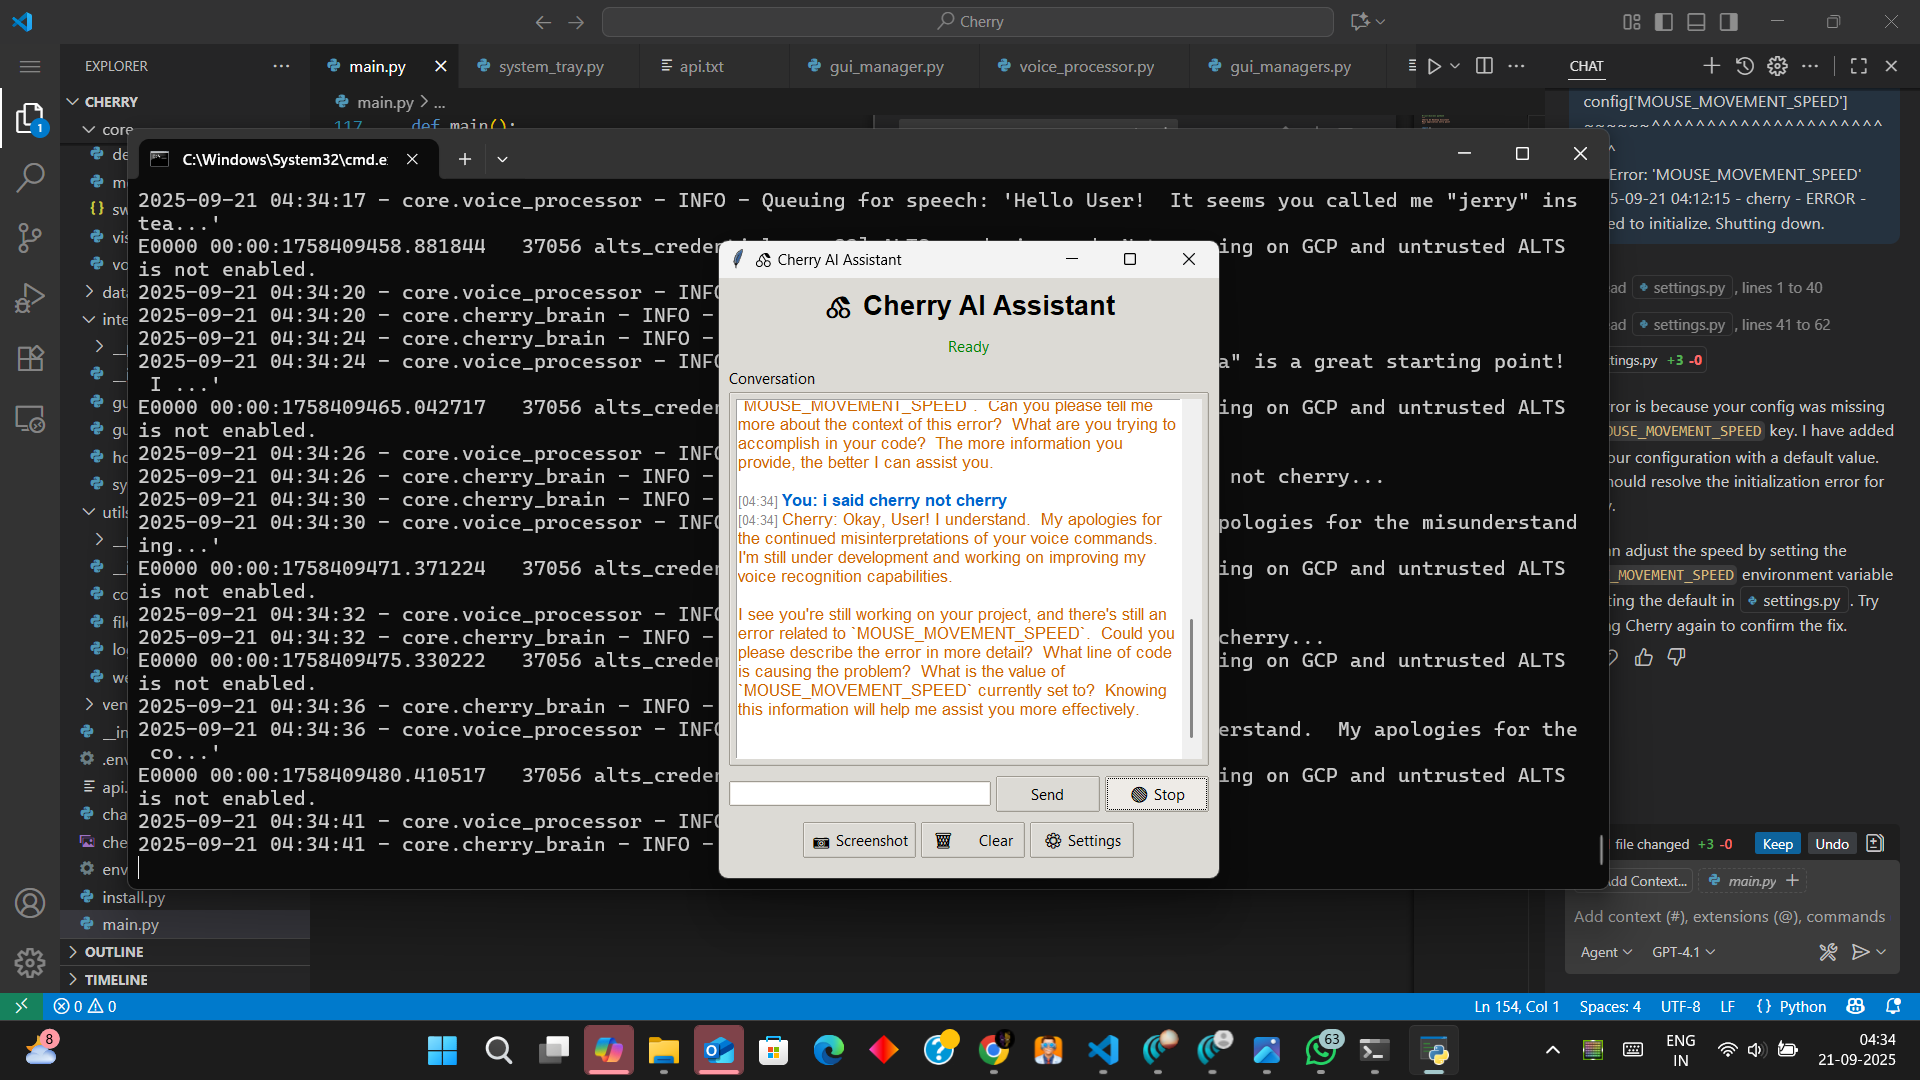 Cherry
EXPLORER
main.py
system_tray.py
api.txt
gui_manager.py
voice_processor.py
gui_managers.py
CHAT
CHERRY
main.py > ...
config['MOUSE_MOVEMENT_SPEED']
core
117 def main():
~~~~~~^^^^^^^^^^^^^^^^^^^^^
^
de
C:\Windows\System32\cmd.e
m
Error: 'MOUSE_MOVEMENT_SPEED'
{} sw
5-09-21 04:12:15 - cherry - ERROR -
ed to initialize. Shutting down.
vis
vo
data
inte
gu
gu
ho
sy
utils
co
file
lo
we
ven
__in
.env
api.
cha
che
env
install.py
main.py
OUTLINE
TIMELINE
2025-09-21 04:34:17 - core.voice_processor - INFO - Queuing for speech: 'Hello User!  It seems you called me "jerry" ins
tea...'
E0000 00:00:1758409458.881844   37056 alts_credential
ing on GCP and untrusted ALTS
is not enabled.
2025-09-21 04:34:20 - core.voice_processor - INFO
2025-09-21 04:34:20 - core.cherry_brain - INFO -
2025-09-21 04:34:24 - core.cherry_brain - INFO -
2025-09-21 04:34:24 - core.voice_processor - INFO
a" is a great starting point!
I ...'
E0000 00:00:1758409465.042717   37056 alts_creden
ing on GCP and untrusted ALTS
is not enabled.
2025-09-21 04:34:26 - core.voice_processor - INFO
2025-09-21 04:34:26 - core.cherry_brain - INFO -
not cherry...
2025-09-21 04:34:30 - core.cherry_brain - INFO -
2025-09-21 04:34:30 - core.voice_processor - INFO
pologies for the misunderstand
ing...'
E0000 00:00:1758409471.371224   37056 alts_creden
ing on GCP and untrusted ALTS
is not enabled.
2025-09-21 04:34:32 - core.voice_processor - INFO
2025-09-21 04:34:32 - core.cherry_brain - INFO -
cherry...
E0000 00:00:1758409475.330222   37056 alts_creden
ing on GCP and untrusted ALTS
is not enabled.
2025-09-21 04:34:36 - core.cherry_brain - INFO -
2025-09-21 04:34:36 - core.voice_processor - INFO
erstand.  My apologies for the
co...'
E0000 00:00:1758409480.410517   37056 alts_creden
ing on GCP and untrusted ALTS
is not enabled.
2025-09-21 04:34:41 - core.voice_processor - INFO
2025-09-21 04:34:41 - core.cherry_brain - INFO -
Cherry AI Assistant
Cherry AI Assistant
Ready
Conversation
`MOUSE_MOVEMENT_SPEED`.  Can you please tell me
more about the context of this error?  What are you trying to
accomplish in your code?  The more information you
provide, the better I can assist you.
[04:34] You: i said cherry not cherry
[04:34] Cherry: Okay, User! I understand.  My apologies for
the continued misinterpretations of your voice commands.
I'm still under development and working on improving my
voice recognition capabilities.
I see you're still working on your project, and there's still an
error related to `MOUSE_MOVEMENT_SPEED`.  Could you
please describe the error in more detail?  What line of code
is causing the problem?  What is the value of
`MOUSE_MOVEMENT_SPEED` currently set to?  Knowing
this information will help me assist you more effectively.
Send
Stop
Screenshot
Clear
Settings
ad settings.py, lines 1 to 40
ad settings.py, lines 41 to 62
tings.py +3 -0
ror is because your config was missing
OUSE_MOVEMENT_SPEED key. I have added
our configuration with a default value.
hould resolve the initialization error for
y.
n adjust the speed by setting the
_MOVEMENT_SPEED environment variable
ting the default in settings.py. Try
g Cherry again to confirm the fix.
file changed +3 -0
Keep
Undo
Add Context...
main.py
Add context (#), extensions (@), commands
Agent
GPT-4.1
0 0
Ln 154, Col 1
Spaces: 4
UTF-8
LF
{} Python
8
63
ENG
IN
04:34
21-09-2025
1